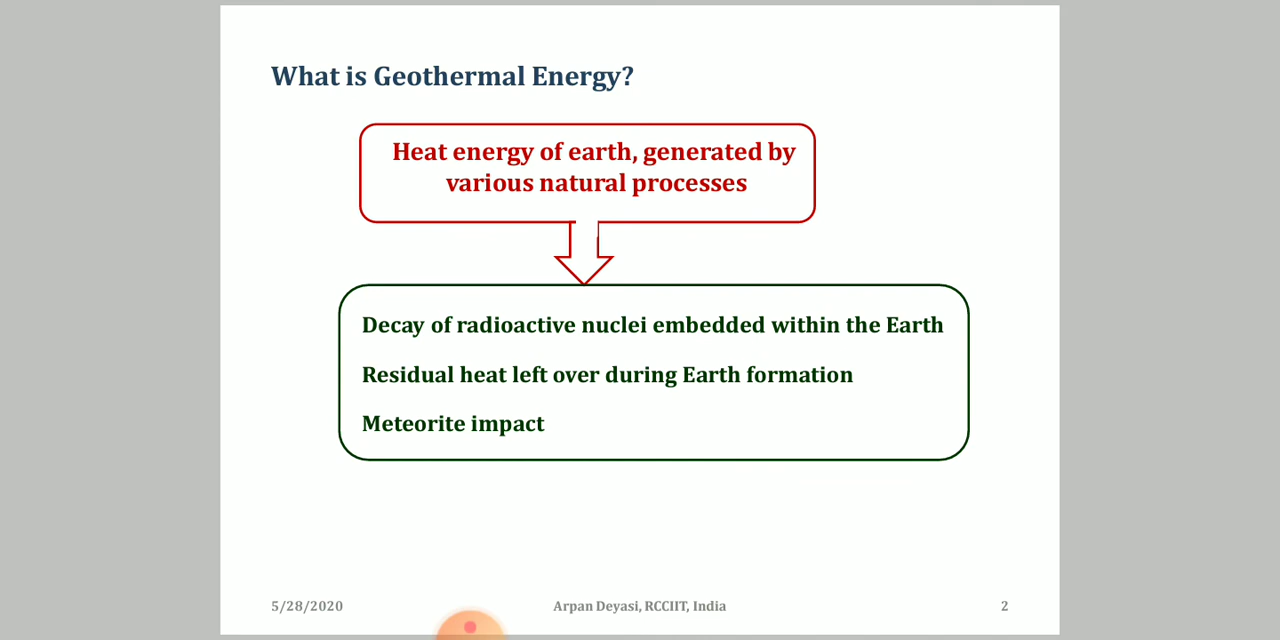 What is Geothermal Energy?
Heat energy of earth, generated by
various natural processes
Decay of radioactive nuclei embedded within the Earth
Residual heat left over during Earth formation
Meteorite impact
5/28/2020
Arpan Deyasi, RCCIIT, India
2